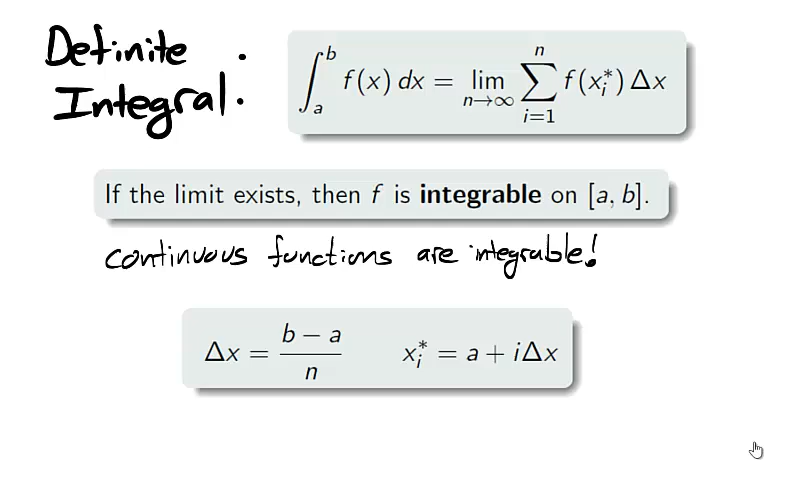 Definite
Integral:
∫_a^b f(x) dx = lim_{n→∞} ∑_{i=1}^n f(x_i^*) Δx
If the limit exists, then f is integrable on [a, b].
continuous functions are integrable!
Δx = (b − a)/n    x_i^* = a + iΔx